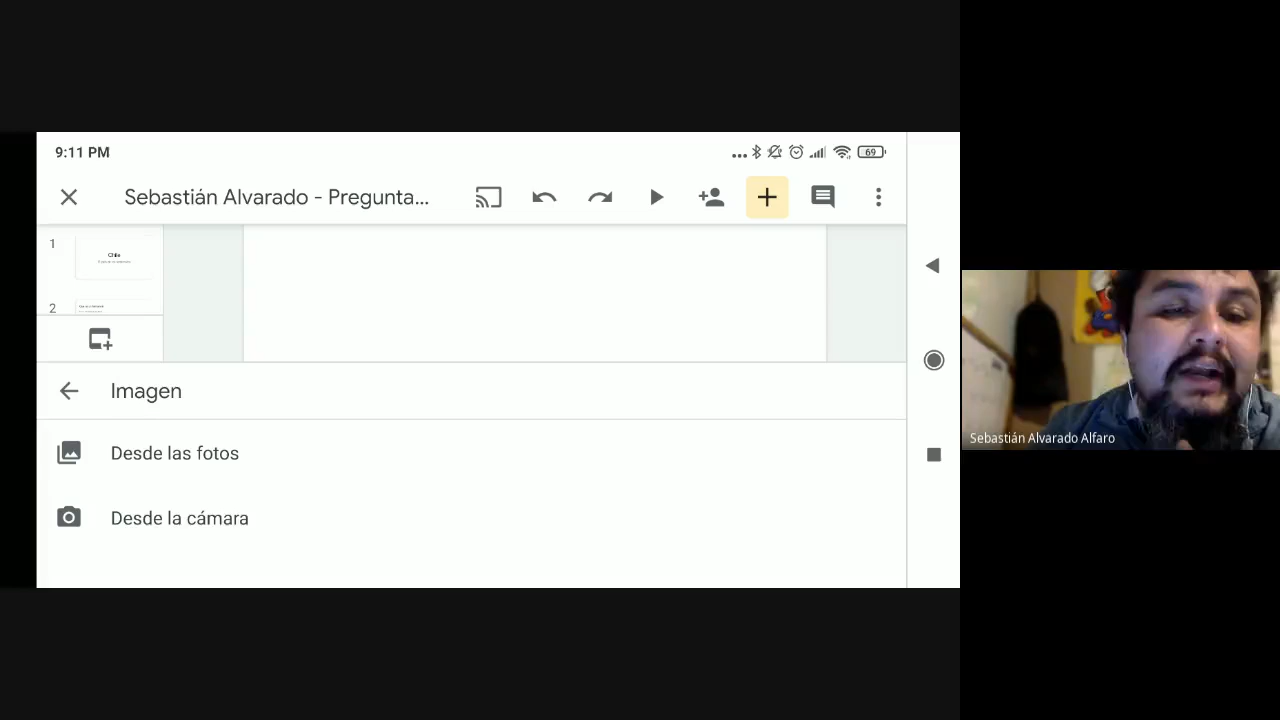 9:11 PM
69
Sebastián Alvarado - Pregunta...
1
Chile
2
Imagen
Desde las fotos
Desde la cámara
Sebastián Alvarado Alfaro